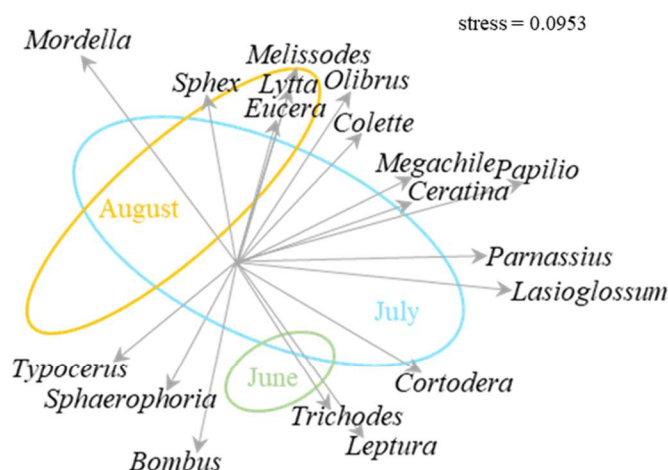 stress = 0.0953
Mordella
Melissodes
Sphex
Lytta
Olibrus
Eucera
Colette
Megachile
Papilio
Ceratina
August
Parnassius
Lasioglossum
July
Typocerus
June
Cortodera
Sphaerophoria
Trichodes
Leptura
Bombus